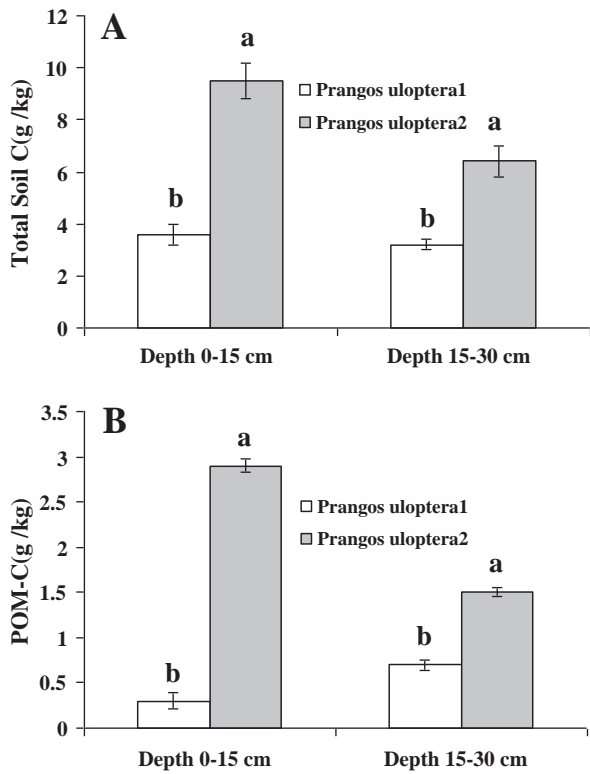 A
Total Soil C(g /kg)
12
10
8
6
4
2
0
b
a
b
a
Prangos uloptera1
Prangos uloptera2
Depth 0-15 cm
Depth 15-30 cm
B
POM-C(g /kg)
3.5
3
2.5
2
1.5
1
0.5
0
b
a
b
a
Prangos uloptera1
Prangos uloptera2
Depth 0-15 cm
Depth 15-30 cm